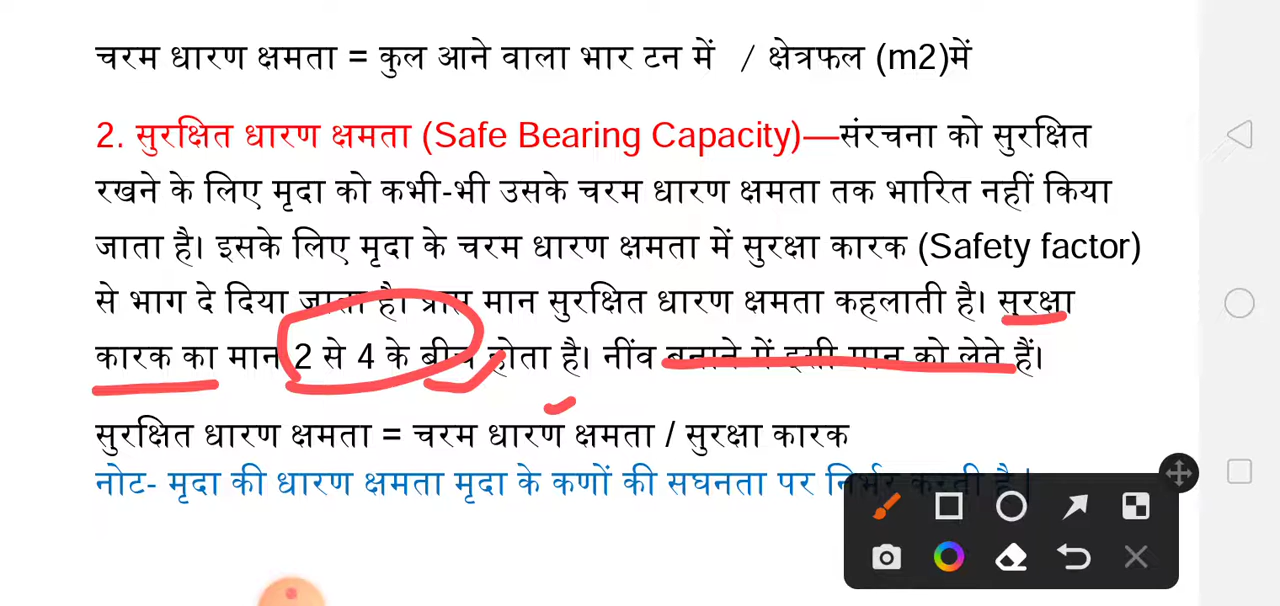 चरम धारण क्षमता = कुल आने वाला भार टन में / क्षेत्रफल (m2)में
2. सुरक्षित धारण क्षमता (Safe Bearing Capacity)—संरचना को सुरक्षित
रखने के लिए मृदा को कभी-भी उसके चरम धारण क्षमता तक भारित नहीं किया
जाता है। इसके लिए मृदा के चरम धारण क्षमता में सुरक्षा कारक (Safety factor)
से भाग दे दिया जाता है। प्राप्त मान सुरक्षित धारण क्षमता कहलाती है। सुरक्षा
कारक का मान 2 से 4 के बीच होता है। नींव बनाने में इसी मान को लेते हैं।
सुरक्षित धारण क्षमता = चरम धारण क्षमता / सुरक्षा कारक
नोट- मृदा की धारण क्षमता मृदा के कणों की सघनता पर निर्भर करती है |